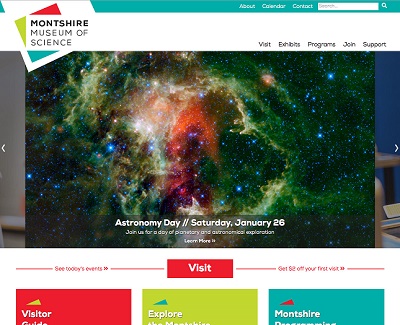 About Calendar Contact Search...
MONTSHIRE
MUSEUM OF
SCIENCE
Visit Exhibits Programs Join Support
Astronomy Day // Saturday, January 26
Join us for a day of planetary and astronomical exploration
Learn More »
See today's events »
Visit
Get $2 off your first visit »
Visitor
Guide
Explore
the Montshire
Montshire
Programming